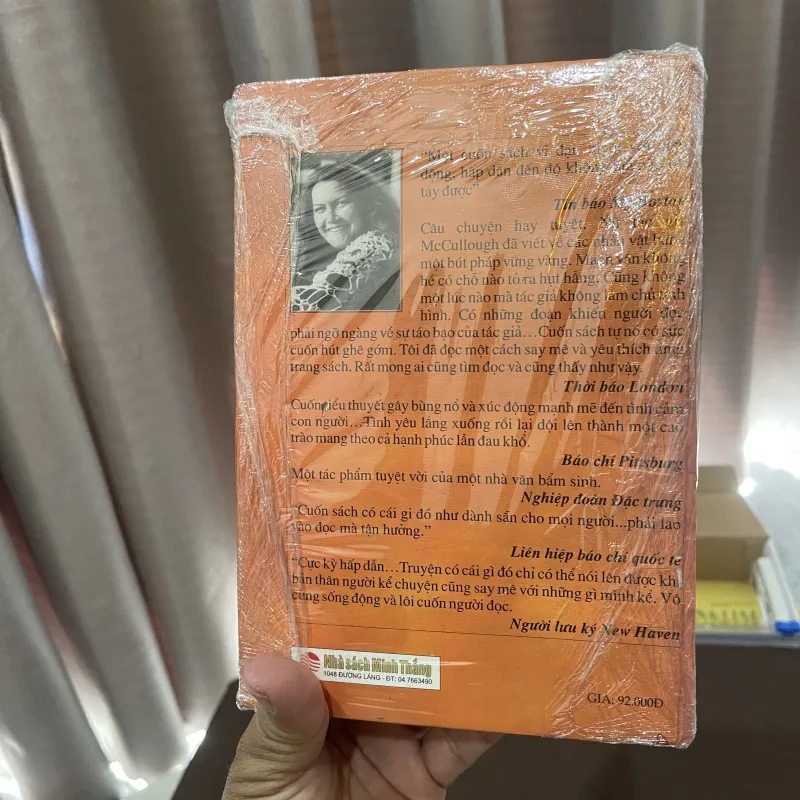 "Một cuốn sách vĩ đại,
động, hấp dẫn đến độ không
tay được"
Tin báo
Câu chuyện hay tuyệt.
McCullough đã viết về các nhân vật bằng
một bút pháp vững vàng. Mạch văn không
hề có chỗ nào tỏ ra hụt hẫng. Cũng không
một lúc nào mà tác giả không làm chủ tình
hình. Có những đoạn khiến người đọc
phải ngỡ ngàng về sự táo bạo của tác giả...Cuốn sách tự nó có sức
cuốn hút ghê gớm. Tôi đã đọc một cách say mê và yêu thích từng
trang sách. Rất mong ai cũng tìm đọc và cũng thấy như vậy.
Thời báo London
Cuốn tiểu thuyết gây bùng nổ và xúc động mạnh mẽ đến tình cảm
con người...Tình yêu lắng xuống rồi lại dội lên thành một cao
trào mang theo cả hạnh phúc lẫn đau khổ.
Báo chí Pittsburg
Một tác phẩm tuyệt vời của một nhà văn bẩm sinh.
Nghiệp đoàn Đặc trưng
"Cuốn sách có cái gì đó như dành sẵn cho mọi người...phải lao
vào đọc mà tận hưởng."
Liên hiệp báo chí quốc tế
"Cực kỳ hấp dẫn...Truyện có cái gì đó chỉ có thể nói lên được khi
bản thân người kể chuyện cũng say mê với những gì mình kể. Vô
cùng sống động và lôi cuốn người đọc.
Người lưu ký New Haven
Nhà sách Minh Thắng
1048 ĐƯỜNG LÁNG - ĐT: 04.7663490
GIÁ: 92.000Đ